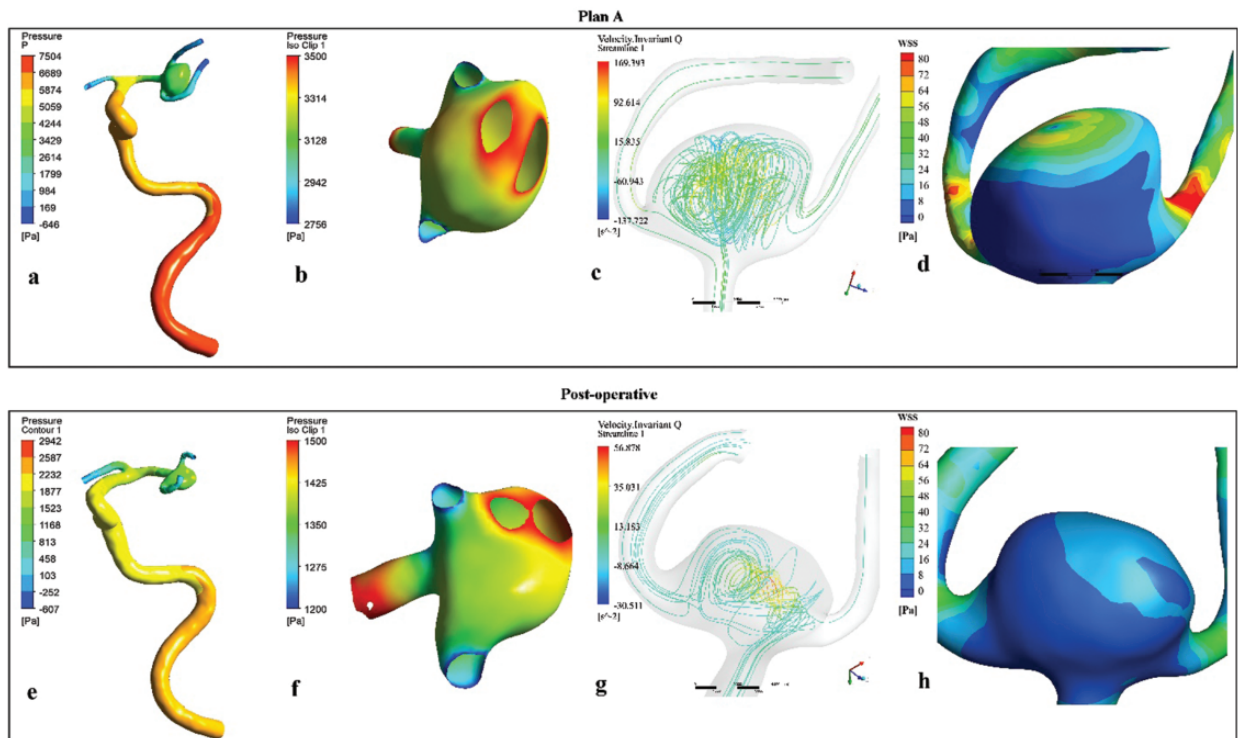 Plan A
Pressure
P
7504
6889
5874
5059
4244
3429
2614
1799
984
169
-646
[Pa]
a
Pressure
Iso Clip 1
3500
3314
3128
2942
2756
[Pa]
b
Velocity.Invariant Q
Streamline 1
169.393
92.614
15.835
-60.943
-137.722
[s^-2]
c
WSS
80
72
64
56
48
40
32
24
16
8
0
[Pa]
d
Post-operative
Pressure
Contour 1
2942
2587
2232
1877
1523
1168
813
458
103
-252
-607
[Pa]
e
Pressure
Iso Clip 1
1500
1425
1350
1275
1200
[Pa]
f
Velocity.Invariant Q
Streamline 1
56.878
35.031
13.183
-8.664
-30.511
[s^-2]
g
WSS
80
72
64
56
48
40
32
24
16
8
0
[Pa]
h